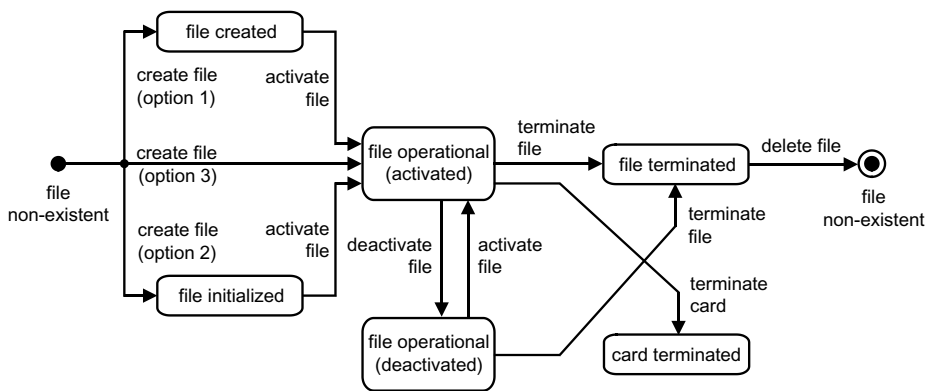 file created
create file
(option 1)
activate
file
create file
(option 3)
file
non-existent
create file
(option 2)
activate
file
file initialized
file operational
(activated)
terminate
file
file terminated
delete file
file
non-existent
deactivate
file
activate
file
terminate
file
terminate
card
file operational
(deactivated)
card terminated